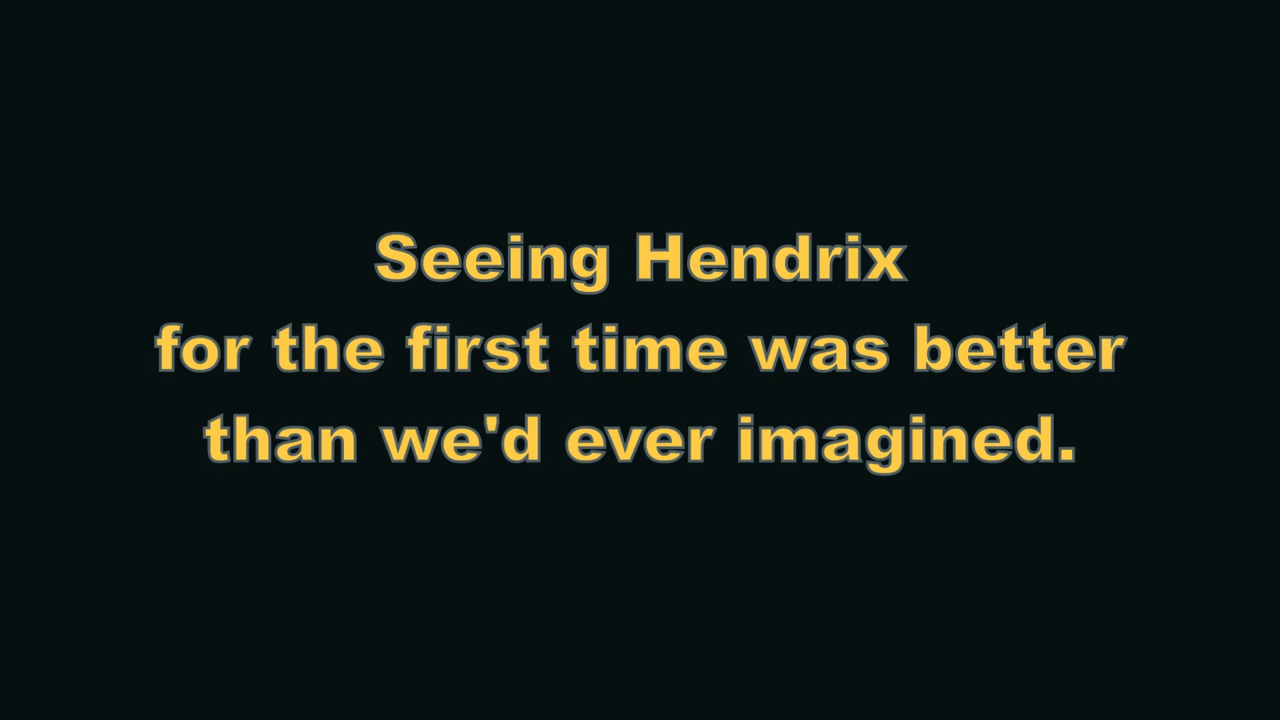 Seeing Hendrix
for the first time was better
than we'd ever imagined.